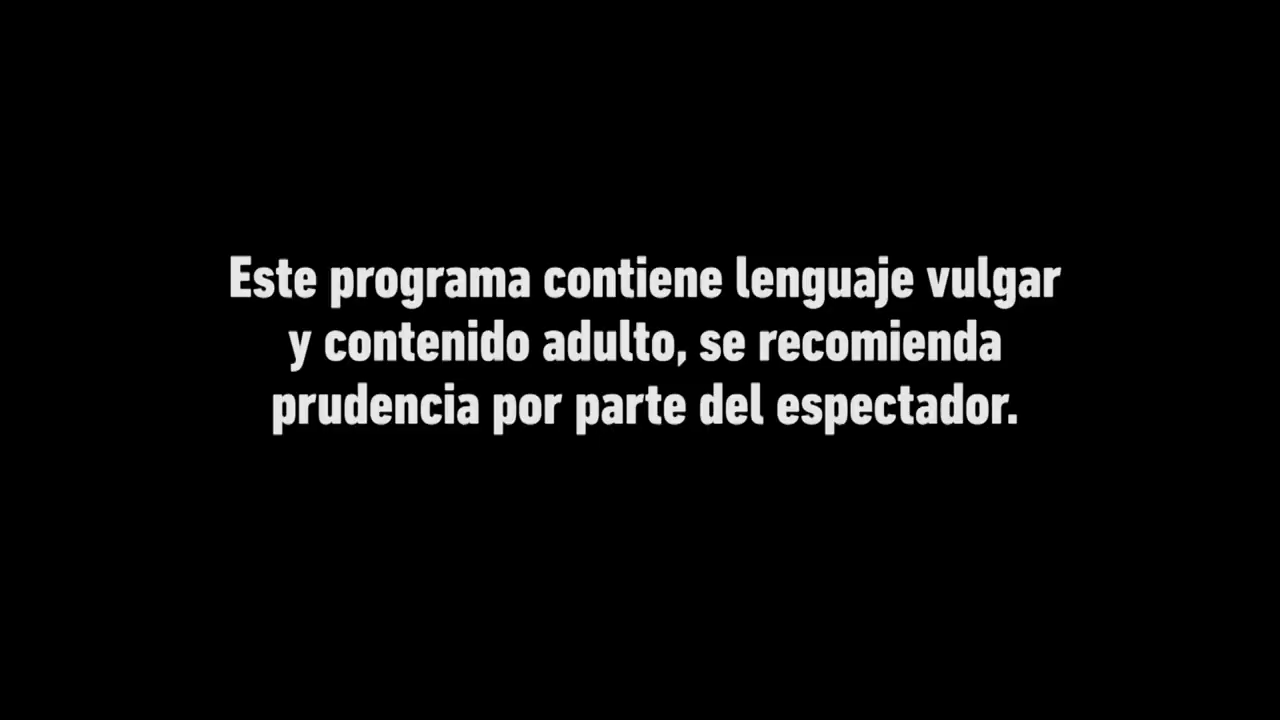 Este programa contiene lenguaje vulgar
y contenido adulto, se recomienda
prudencia por parte del espectador.